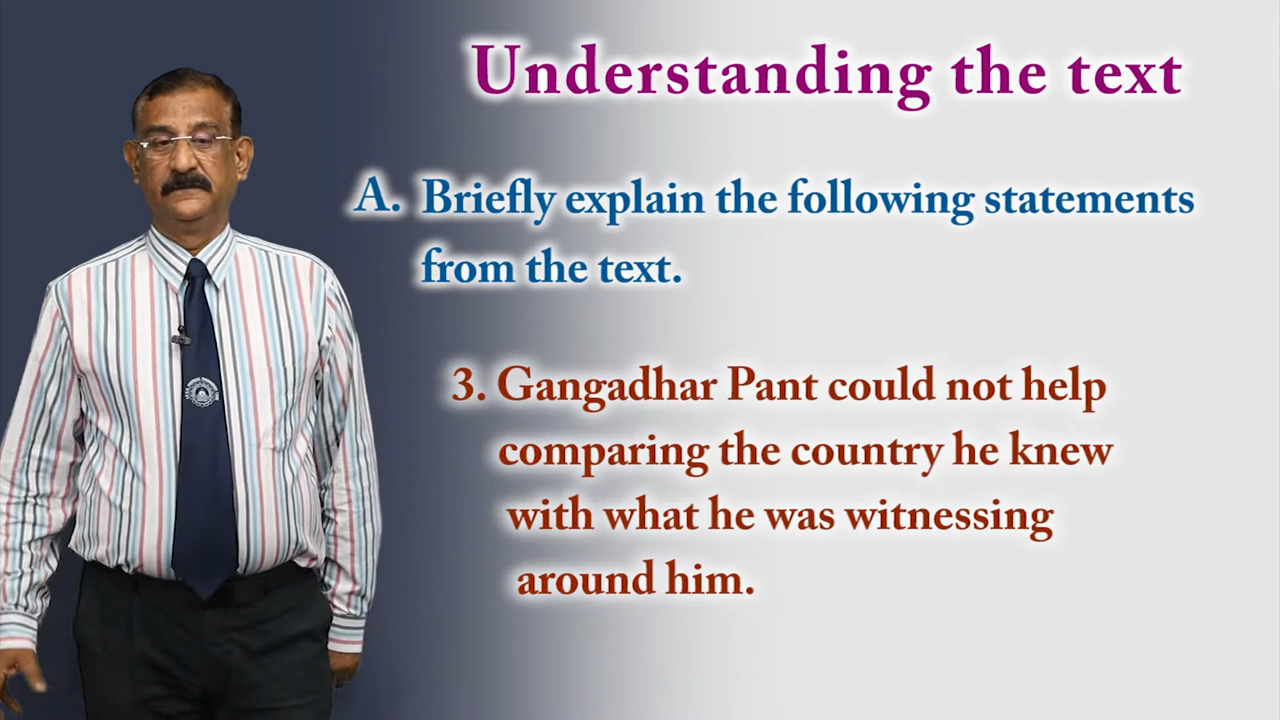 Understanding the text
A. Briefly explain the following statements
from the text.
3. Gangadhar Pant could not help
comparing the country he knew
with what he was witnessing
around him.